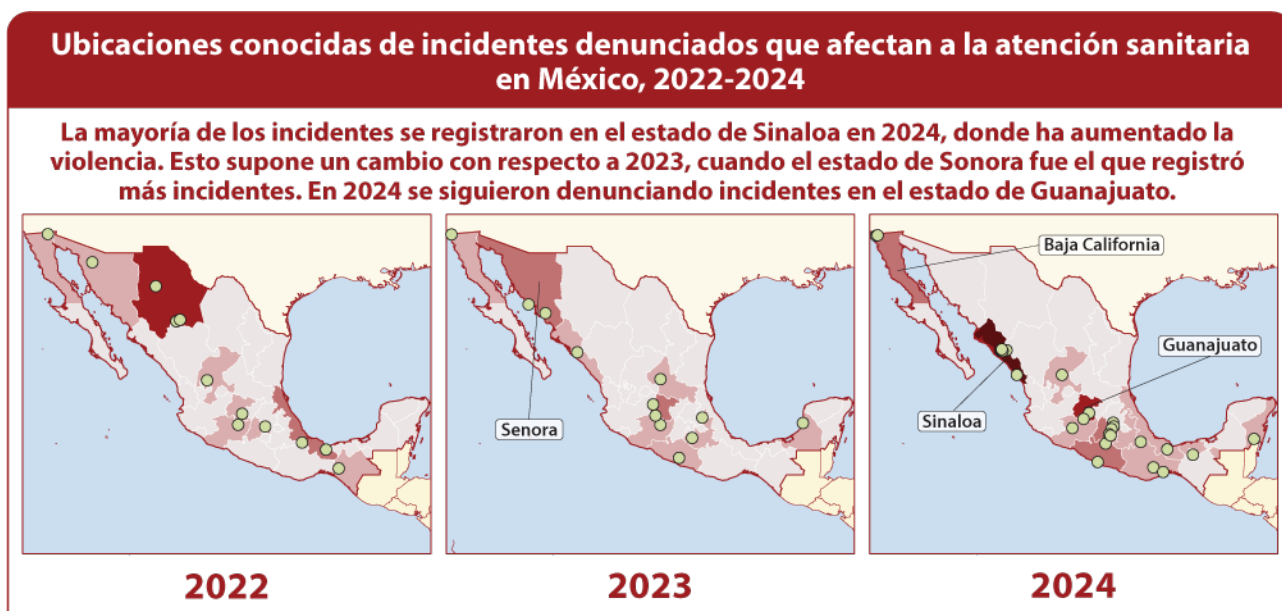 Ubicaciones conocidas de incidentes denunciados que afectan a la atención sanitaria
en México, 2022-2024
La mayoría de los incidentes se registraron en el estado de Sinaloa en 2024, donde ha aumentado la
violencia. Esto supone un cambio con respecto a 2023, cuando el estado de Sonora fue el que registró
más incidentes. En 2024 se siguieron denunciando incidentes en el estado de Guanajuato.
Senora
Baja California
Guanajuato
Sinaloa
2022
2023
2024